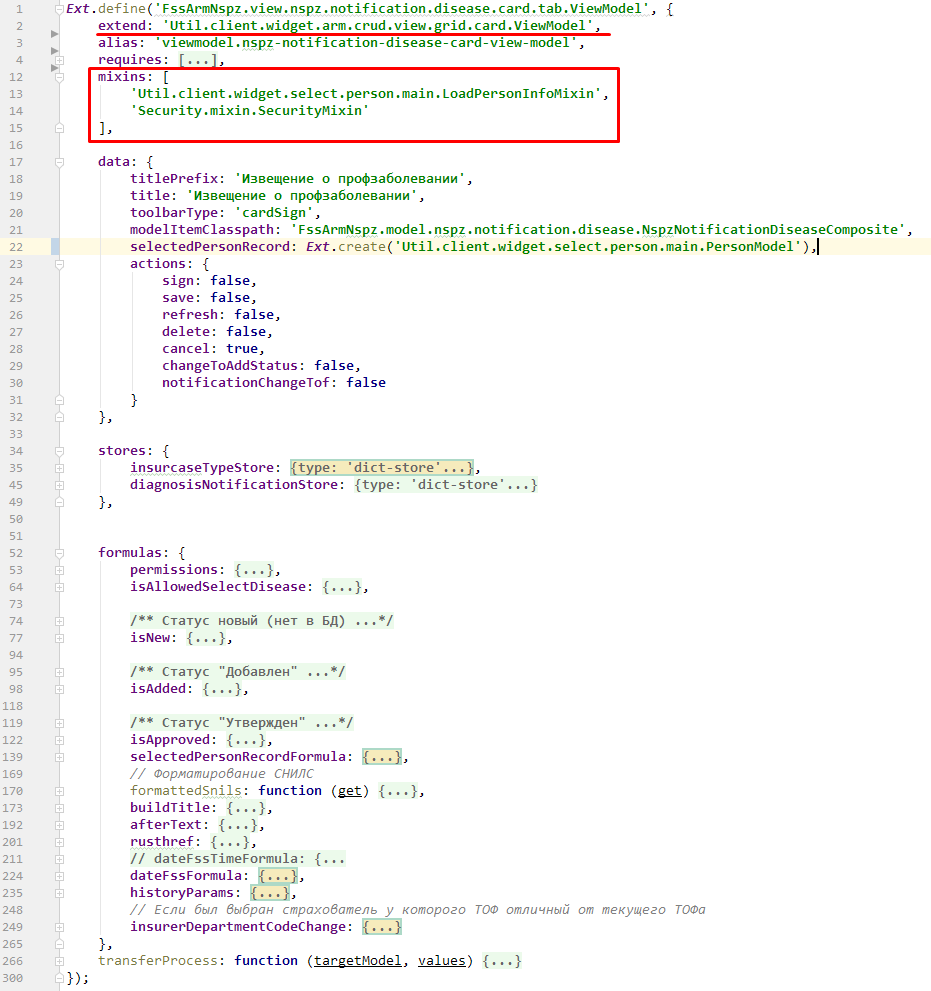 1 Ext.define('FssArmNspz.view.nspz.notification.disease.card.tab.ViewModel', {
2 extend: 'Util.client.widget.arm.crud.view.grid.card.ViewModel',
3 alias: 'viewmodel.nspz-notification-disease-card-view-model',
4 requires: [...],
12 mixins: [
13 'Util.client.widget.select.person.main.LoadPersonInfoMixin',
14 'Security.mixin.SecurityMixin'
15 ],
16
17 data: {
18 titlePrefix: 'Извещение о профзаболевании',
19 title: 'Извещение о профзаболевании',
20 toolbarType: 'cardSign',
21 modelItemClasspath: 'FssArmNspz.model.nspz.notification.disease.NspzNotificationDiseaseComposite',
22 selectedPersonRecord: Ext.create('Util.client.widget.select.person.main.PersonModel'),
23 actions: {
24 sign: false,
25 save: false,
26 refresh: false,
27 delete: false,
28 cancel: true,
29 changeToAddStatus: false,
30 notificationChangeTof: false
31 }
32 },
33
34 stores: {
35 insurcaseTypeStore: {type: 'dict-store'...},
45 diagnosisNotificationStore: {type: 'dict-store'...}
49 },
50
51
52 formulas: {
53 permissions: {...},
64 isAllowedSelectDisease: {...},
73
74 /** Статус новый (нет в БД) ...*/
77 isNew: {...},
94
95 /** Статус "Добавлен" ...*/
98 isAdded: {...},
118
119 /** Статус "Утвержден" ...*/
122 isApproved: {...},
139 selectedPersonRecordFormula: {...},
169 // Форматирование СНИЛС
170 formattedSnils: function (get) {...},
173 buildTitle: {...},
192 afterText: {...},
201 rusthref: {...},
211 // dateFssTimeFormula: {...
224 dateFssFormula: {...},
235 historyParams: {...},
248 // Если был выбран страхователь у которого ТОФ отличный от текущего ТОФа
249 insurerDepartmentCodeChange: {...}
265 },
266 transferProcess: function (targetModel, values) {...}
300 });